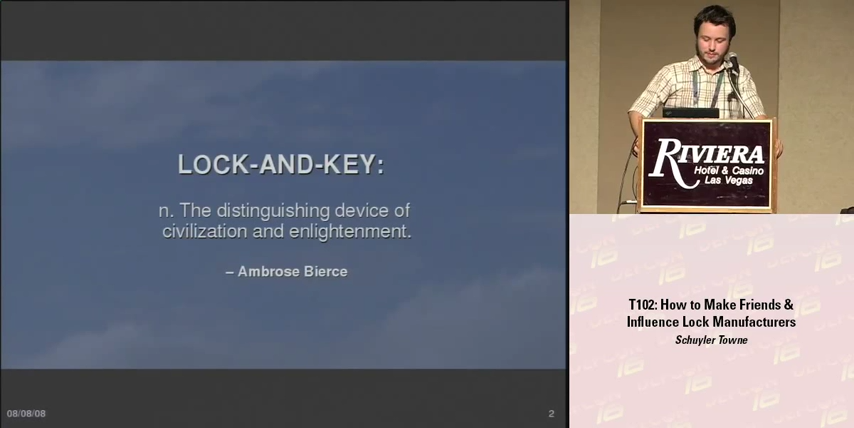 LOCK-AND-KEY:
n. The distinguishing device of
civilization and enlightenment.
– Ambrose Bierce
08/08/08
2
RIVIERA
Hotel & Casino
Las Vegas
T102: How to Make Friends &
Influence Lock Manufacturers
Schuyler Towne